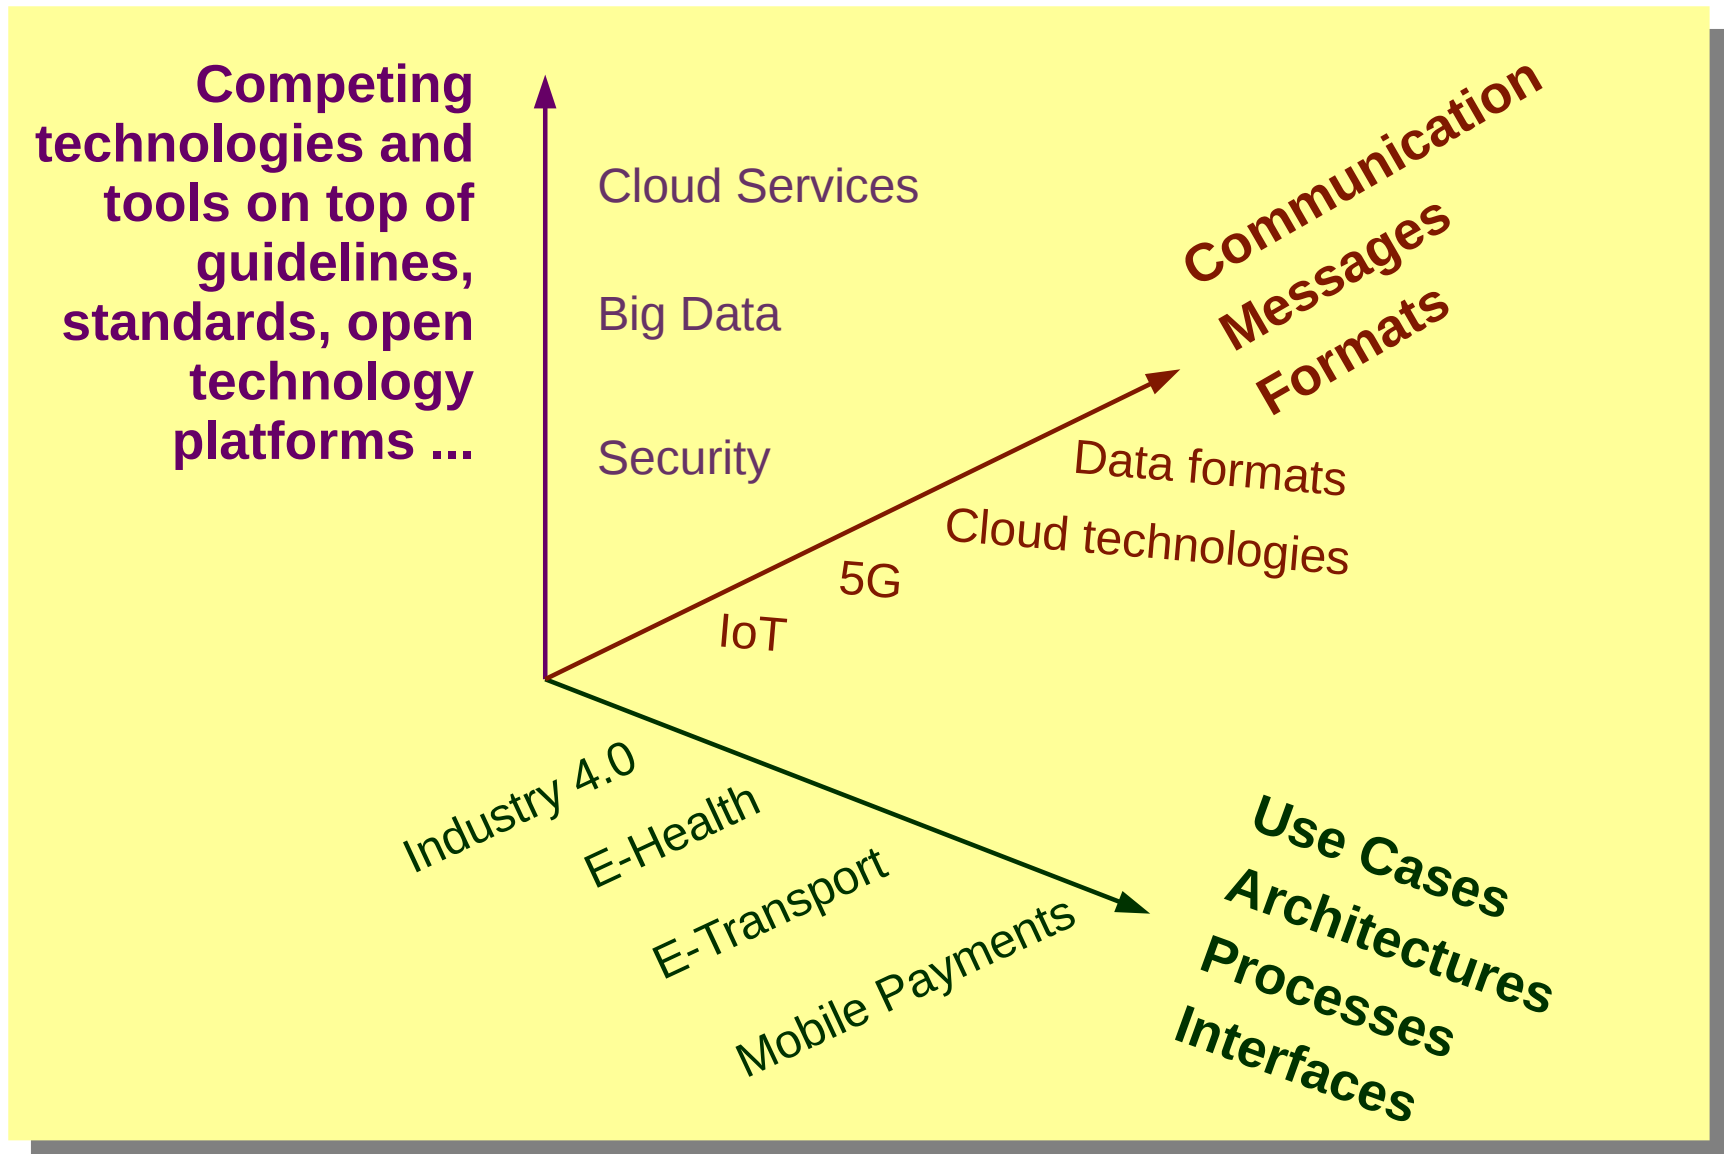 Competing
technologies and
tools on top of
guidelines,
standards, open
technology
platforms ...
Cloud Services
Big Data
Security
Communication
Messages
Formats
Data formats
Cloud technologies
5G
IoT
Industry 4.0
E-Health
E-Transport
Mobile Payments
Use Cases
Architectures
Processes
Interfaces